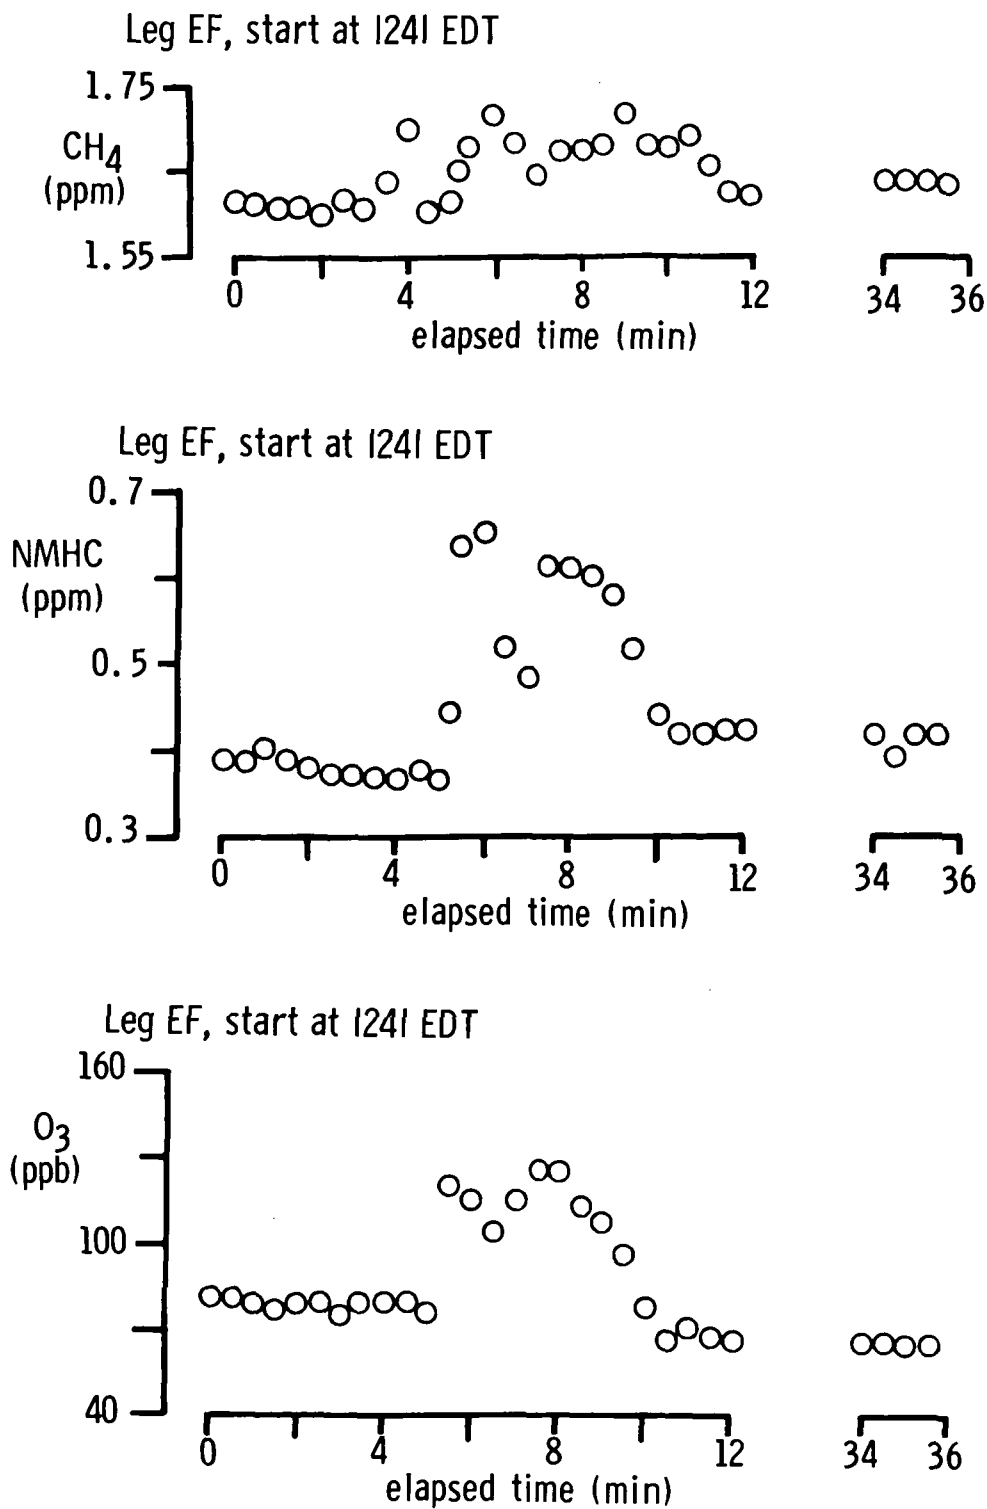 Leg EF, start at 1241 EDT
1.75
CH4
(ppm)
1.55
0 4 8 12 34 36
elapsed time (min)
Leg EF, start at 1241 EDT
0.7
NMHC
(ppm)
0.5
0.3
0 4 8 12 34 36
elapsed time (min)
Leg EF, start at 1241 EDT
160
O3
(ppb)
100
40
0 4 8 12 34 36
elapsed time (min)